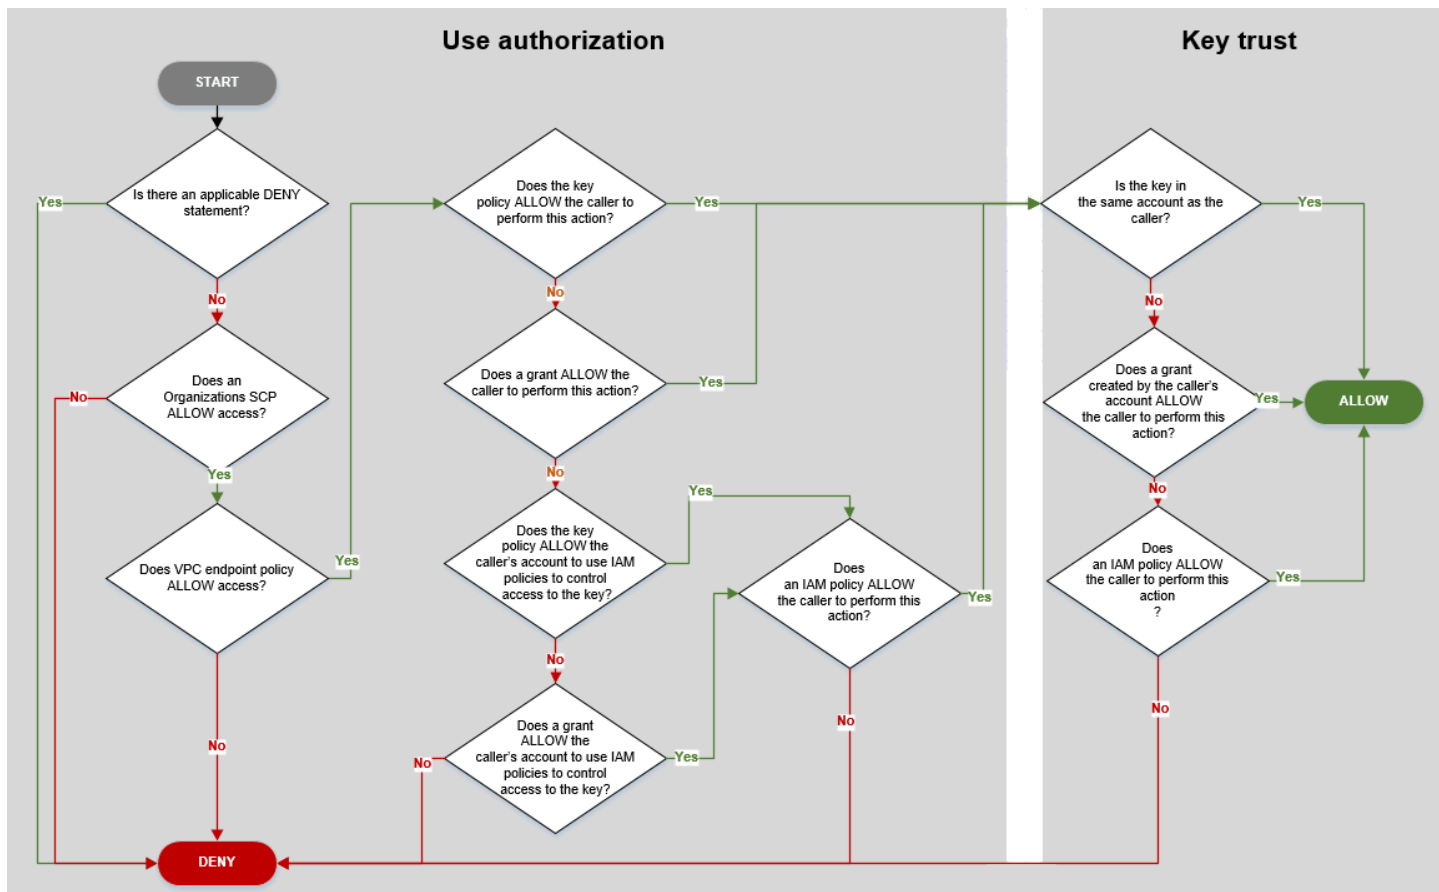 Use authorization
Key trust
START
Is there an applicable DENY
statement?
Yes
No
Does an
Organizations SCP
ALLOW access?
No
Yes
Does VPC endpoint policy
ALLOW access?
Yes
No
DENY
Does the key
policy ALLOW the caller to
perform this action?
Yes
No
Does a grant ALLOW the
caller to perform this action?
Yes
No
Does the key
policy ALLOW the
caller's account to use IAM
policies to control
access to the key?
Yes
No
Does a grant
ALLOW the
caller's account to use IAM
policies to control
access to the key?
Yes
No
Does
an IAM policy ALLOW
the caller to perform this
action?
Yes
No
Is the key in
the same account as the
caller?
Yes
No
Does a grant
created by the caller's
account ALLOW
the caller to perform this
action?
Yes
No
Does
an IAM policy ALLOW
the caller to perform this
action
?
Yes
No
ALLOW